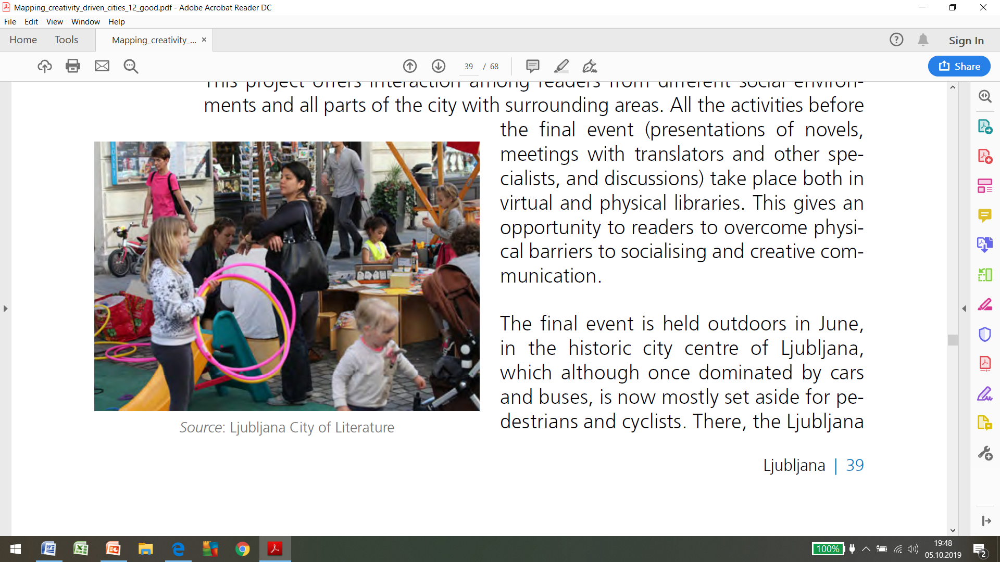 Mapping_creativity_driven_cities_12_good.pdf - Adobe Acrobat Reader DC
File Edit View Window Help
Home Tools Mapping_creativity_... × Sign In
39 / 68 Share
This project offers interaction among readers from different social environ-
ments and all parts of the city with surrounding areas. All the activities before
the final event (presentations of novels,
meetings with translators and other spe-
cialists, and discussions) take place both in
virtual and physical libraries. This gives an
opportunity to readers to overcome physi-
cal barriers to socialising and creative com-
munication.
The final event is held outdoors in June,
in the historic city centre of Ljubljana,
which although once dominated by cars
and buses, is now mostly set aside for pe-
destrians and cyclists. There, the Ljubljana
Source: Ljubljana City of Literature
Ljubljana | 39
100%
19:48
05.10.2019
2